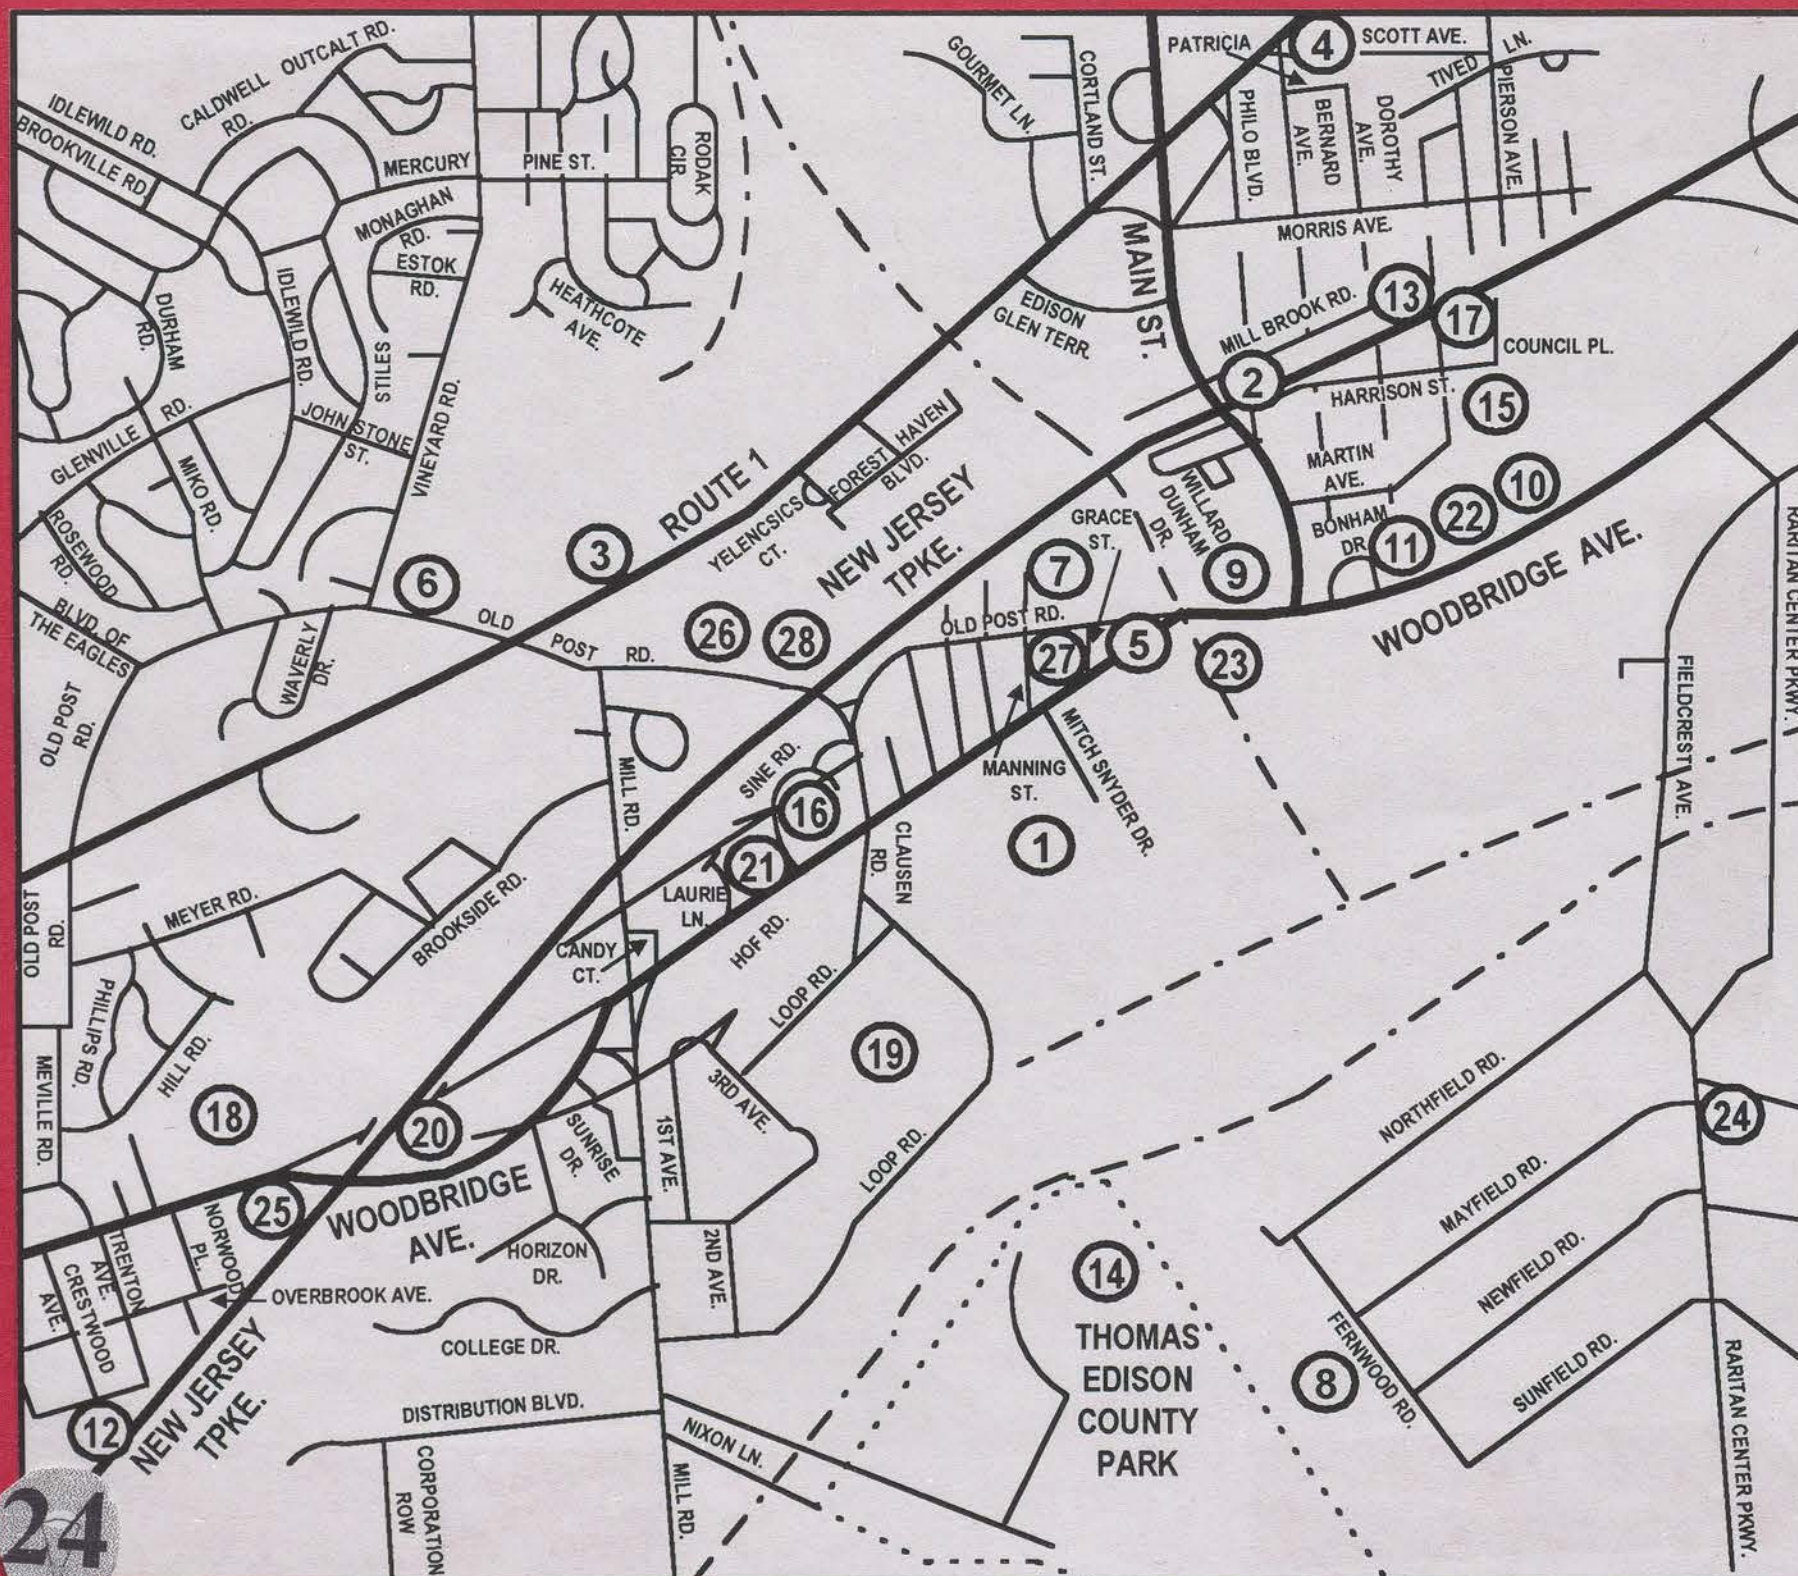 IDLEWILD RD.
BROOKVILLE RD
CALDWELL
RD.
OUTCALT RD.
MERCURY
PINE ST.
RODAK
CIR.
MONAGHAN
RD.
ESTOK
RD.
DURHAM
RD.
IDLEWILD RD.
STILIES
HEATHCOTE
AVE.
JOHN STONE
ST.
VINEYARD RD.
GLENVILLE RD.
MIKO RD.
ROSEWOOD
RD.
BLVD. OF
THE EAGLES
WAVERLY
DR.
OLD POST
RD.
GOURMET LN.
CORTLAND ST.
PATRICIA
4
SCOTT AVE.
TIVED LN.
PHILO BLVD.
BERNARD
AVE.
DOROTHY
AVE.
PIERSON AVE.
MORRIS AVE.
MAIN ST.
EDISON
GLEN TERR.
MILL BROOK RD.
13
17
COUNCIL PL.
2
HARRISON ST.
15
MARTIN
AVE.
BONHAM
DR.
11
22
10
WOODBRIDGE AVE.
ROUTE 1
3
6
YELENCSICS
CT.
FOREST HAVEN
BLVD.
NEW JERSEY
TPKE.
WILLARD
DUNHAM
DR.
GRACE
ST.
7
9
OLD POST RD.
26
28
OLD POST RD.
27
5
23
MANNING
ST.
MITCH SNYDER DR.
1
SINE RD.
16
21
MILL RD.
LAURIE
LN.
CLAUSEN
RD.
HOF RD.
CANDY
CT.
LOOP RD.
19
LOOP RD.
FIELDCREST AVE.
RARITAN CENTER PKWY.
OLD POST
RD.
MEYER RD.
BROOKSIDE RD.
PHILLIPS RD.
HILL RD.
MEVILLE RD.
18
20
25
WOODBRIDGE
AVE.
SUNRISE
DR.
1ST AVE.
3RD AVE.
2ND AVE.
HORIZON
DR.
NORWOOD
PL.
TRENTON
AVE.
CRESTWOOD
AVE.
OVERBROOK AVE.
COLLEGE DR.
12
NEW JERSEY
TPKE.
DISTRIBUTION BLVD.
CORPORATION
ROW
NIXON LN.
MILL RD.
14
THOMAS
EDISON
COUNTY
PARK
8
NORTHFIELD RD.
24
MAYFIELD RD.
NEWFIELD RD.
FERNWOOD RD.
SUNFIELD RD.
RARITAN CENTER PKWY.
24